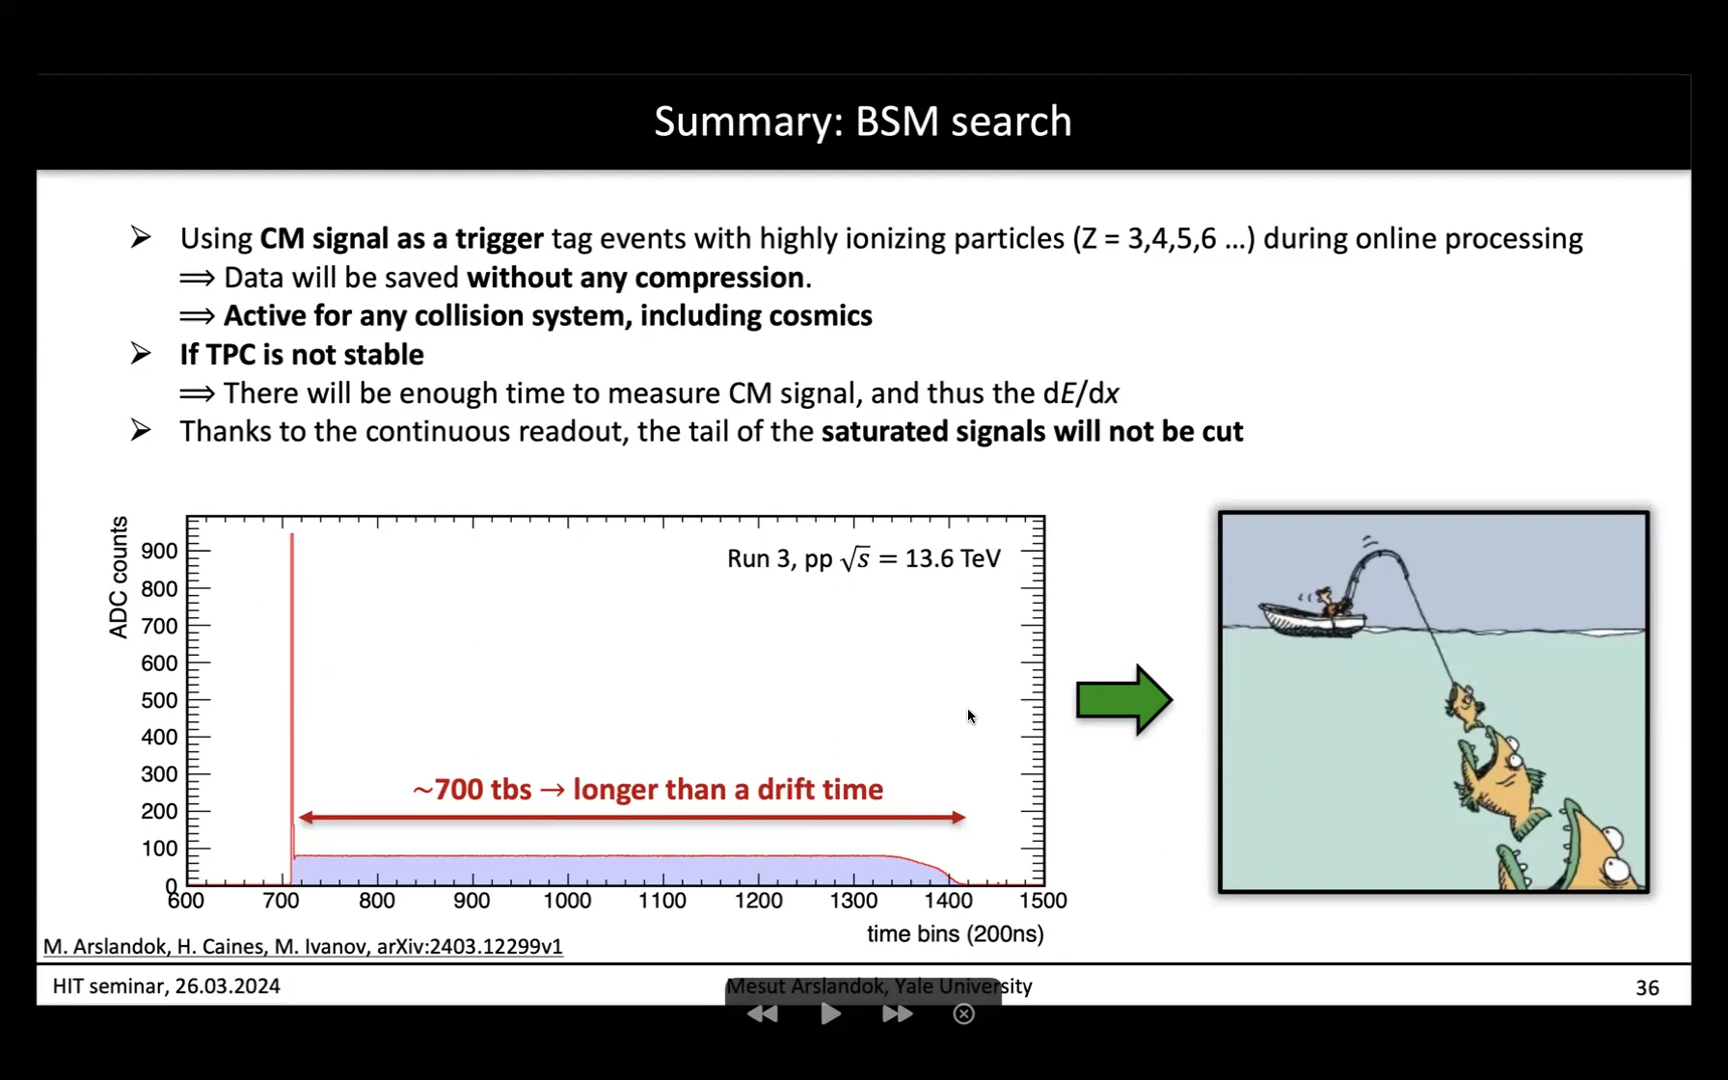 Summary: BSM search
➢ Using CM signal as a trigger tag events with highly ionizing particles (Z = 3,4,5,6 ...) during online processing
⟹ Data will be saved without any compression.
⟹ Active for any collision system, including cosmics
➢ If TPC is not stable
⟹ There will be enough time to measure CM signal, and thus the dE/dx
➢ Thanks to the continuous readout, the tail of the saturated signals will not be cut
ADC counts
900
800
700
600
500
400
300
200
100
0
Run 3, pp √s = 13.6 TeV
~700 tbs → longer than a drift time
600 700 800 900 1000 1100 1200 1300 1400 1500
time bins (200ns)
M. Arslandok, H. Caines, M. Ivanov, arXiv:2403.12299v1
HIT seminar, 26.03.2024
Mesut Arslandok, Yale University
36